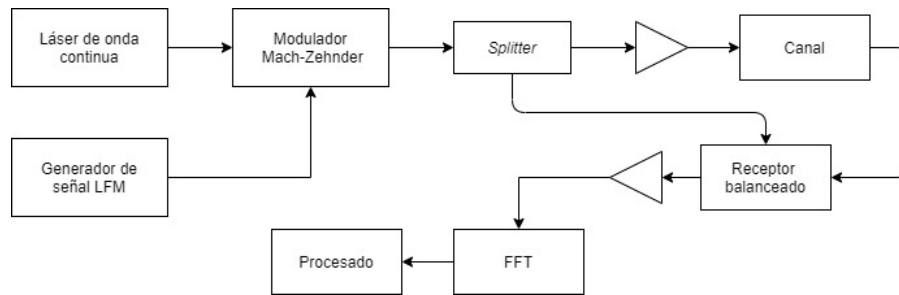 Láser de onda
continua
Modulador
Mach-Zehnder
Splitter
Canal
Generador de
señal LFM
Receptor
balanceado
Procesado
FFT